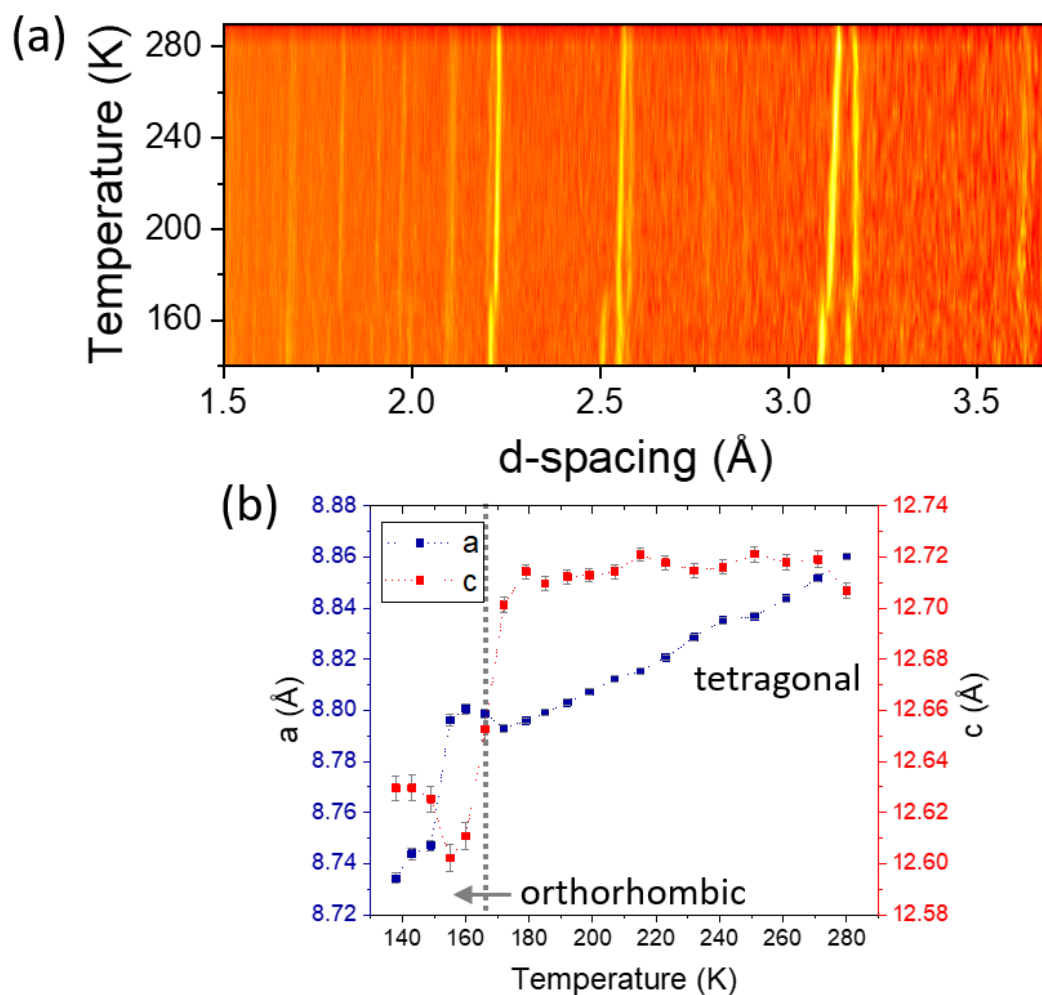 (a)
Temperature (K)
280
240
200
160
1.5 2.0 2.5 3.0 3.5
d-spacing (Å)
(b)
8.88
8.86
8.84
8.82
8.80
8.78
8.76
8.74
8.72
a (Å)
a
c
tetragonal
orthorhombic
12.74
12.72
12.70
12.68
12.66
12.64
12.62
12.60
12.58
c (Å)
140 160 180 200 220 240 260 280
Temperature (K)